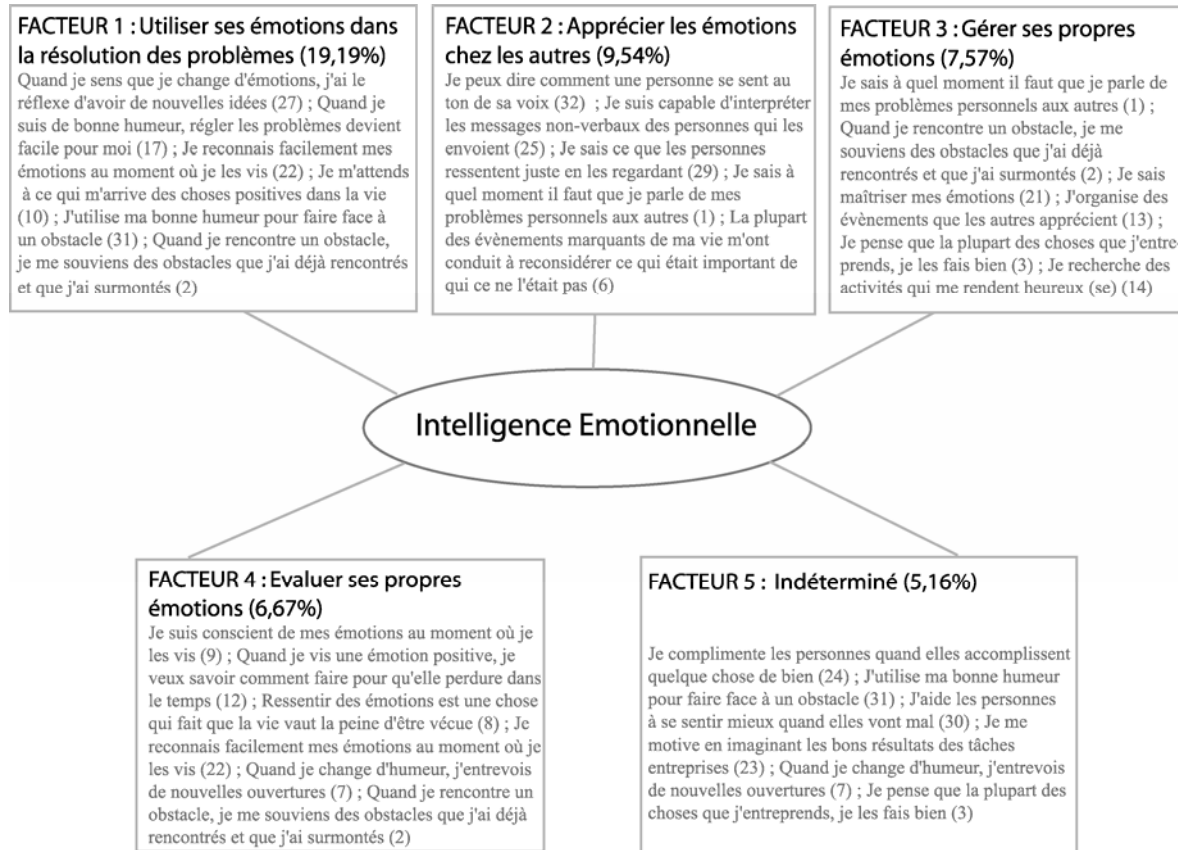 FACTEUR 1 : Utiliser ses émotions dans
la résolution des problèmes (19,19%)
Quand je sens que je change d'émotions, j'ai le
réflexe d'avoir de nouvelles idées (27) ; Quand je
suis de bonne humeur, régler les problèmes devient
facile pour moi (17) ; Je reconnais facilement mes
émotions au moment où je les vis (22) ; Je m'attends
à ce qui m'arrive des choses positives dans la vie
(10) ; J'utilise ma bonne humeur pour faire face à
un obstacle (31) ; Quand je rencontre un obstacle,
je me souviens des obstacles que j'ai déjà rencontrés
et que j'ai surmontés (2)
FACTEUR 2 : Apprécier les émotions
chez les autres (9,54%)
Je peux dire comment une personne se sent au
ton de sa voix (32) ; Je suis capable d'interpréter
les messages non-verbaux des personnes qui les
envoient (25) ; Je sais ce que les personnes
ressentent juste en les regardant (29) ; Je sais à
quel moment il faut que je parle de mes
problèmes personnels aux autres (1) ; La plupart
des évènements marquants de ma vie m'ont
conduit à reconsidérer ce qui était important de
qui ce ne l'était pas (6)
FACTEUR 3 : Gérer ses propres
émotions (7,57%)
Je sais à quel moment il faut que je parle de
mes problèmes personnels aux autres (1) ;
Quand je rencontre un obstacle, je me
souviens des obstacles que j'ai déjà
rencontrés et que j'ai surmontés (2) ; Je sais
maîtriser mes émotions (21) ; J'organise des
évènements que les autres apprécient (13) ;
Je pense que la plupart des choses que j'entre-
prends, je les fais bien (3) ; Je recherche des
activités qui me rendent heureux (se) (14)
Intelligence Emotionnelle
FACTEUR 4 : Evaluer ses propres
émotions (6,67%)
Je suis conscient de mes émotions au moment où je
les vis (9) ; Quand je vis une émotion positive, je
veux savoir comment faire pour qu'elle perdure dans
le temps (12) ; Ressentir des émotions est une chose
qui fait que la vie vaut la peine d'être vécue (8) ; Je
reconnais facilement mes émotions au moment où je
les vis (22) ; Quand je change d'humeur, j'entrevois
de nouvelles ouvertures (7) ; Quand je rencontre un
obstacle, je me souviens des obstacles que j'ai déjà
rencontrés et que j'ai surmontés (2)
FACTEUR 5 : Indéterminé (5,16%)
Je complimente les personnes quand elles accomplissent
quelque chose de bien (24) ; J'utilise ma bonne humeur
pour faire face à un obstacle (31) ; J'aide les personnes
à se sentir mieux quand elles vont mal (30) ; Je me
motive en imaginant les bons résultats des tâches
entreprises (23) ; Quand je change d'humeur, j'entrevois
de nouvelles ouvertures (7) ; Je pense que la plupart des
choses que j'entreprends, je les fais bien (3)